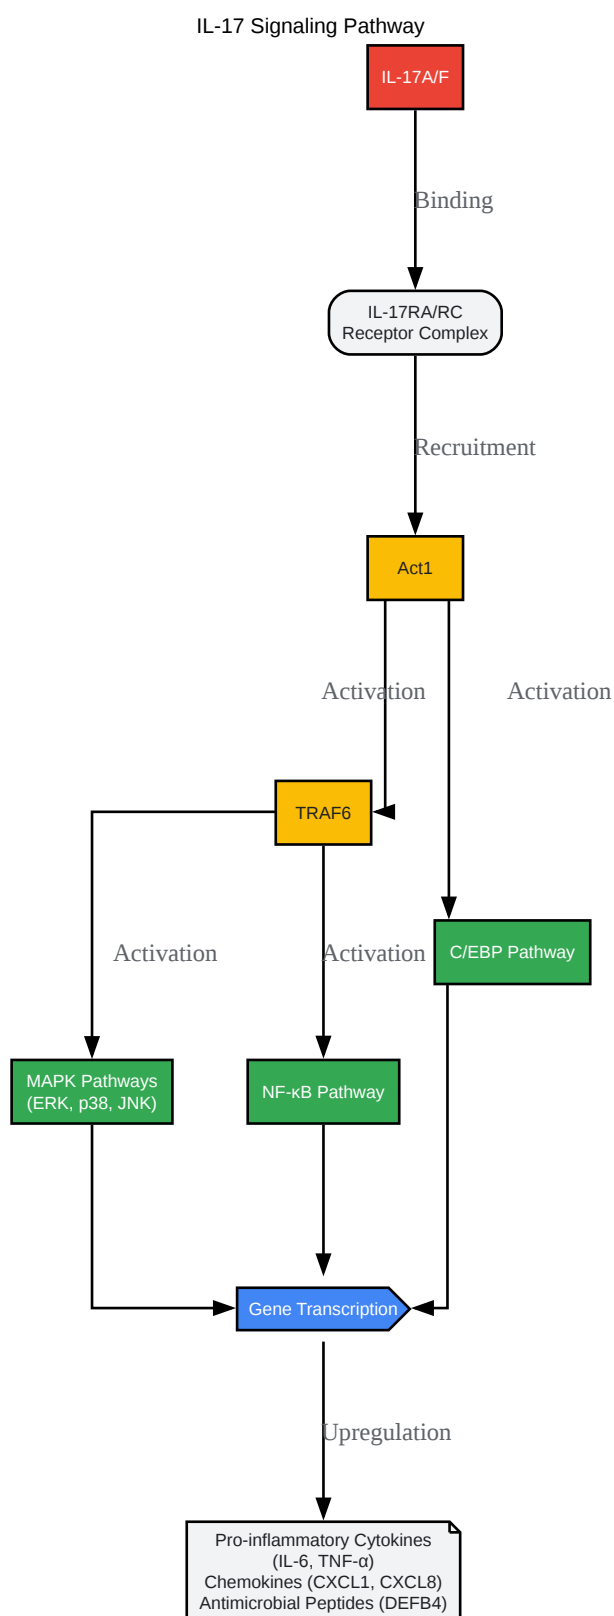 IL-17 Signaling Pathway
IL-17A/F
Binding
IL-17RA/RC
Receptor Complex
Recruitment
Act1
Activation
Activation
TRAF6
Activation
Activation
C/EBP Pathway
MAPK Pathways
(ERK, p38, JNK)
NF-κB Pathway
Gene Transcription
Upregulation
Pro-inflammatory Cytokines
(IL-6, TNF-α)
Chemokines (CXCL1, CXCL8)
Antimicrobial Peptides (DEFB4)